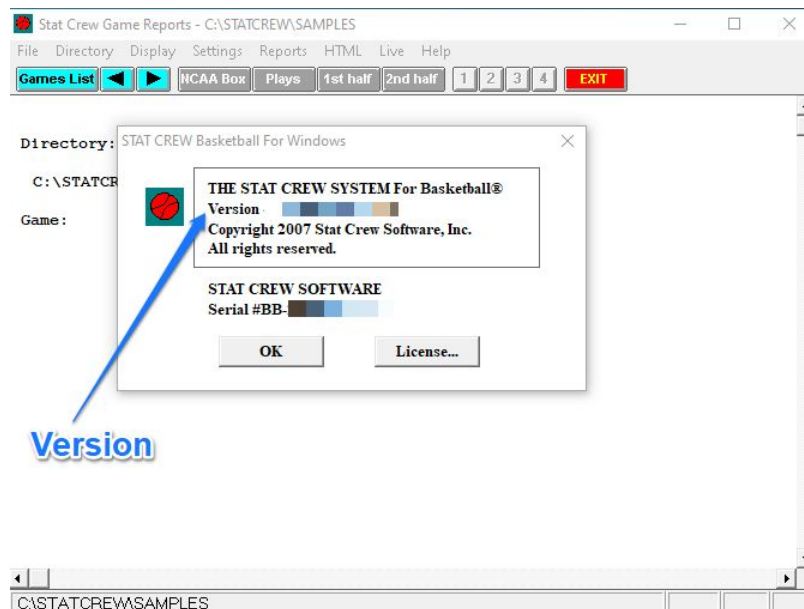 Stat Crew Game Reports - C:\STATCREW\SAMPLES
File Directory Display Settings Reports HTML Live Help
Games List NCAA Box Plays 1st half 2nd half 1 2 3 4 EXIT
Directory:
C:\STATCR
Game:
STAT CREW Basketball For Windows
THE STAT CREW SYSTEM For Basketball®
Version
Copyright 2007 Stat Crew Software, Inc.
All rights reserved.
STAT CREW SOFTWARE
Serial #BB-
OK License...
Version
C:\STATCREW\SAMPLES